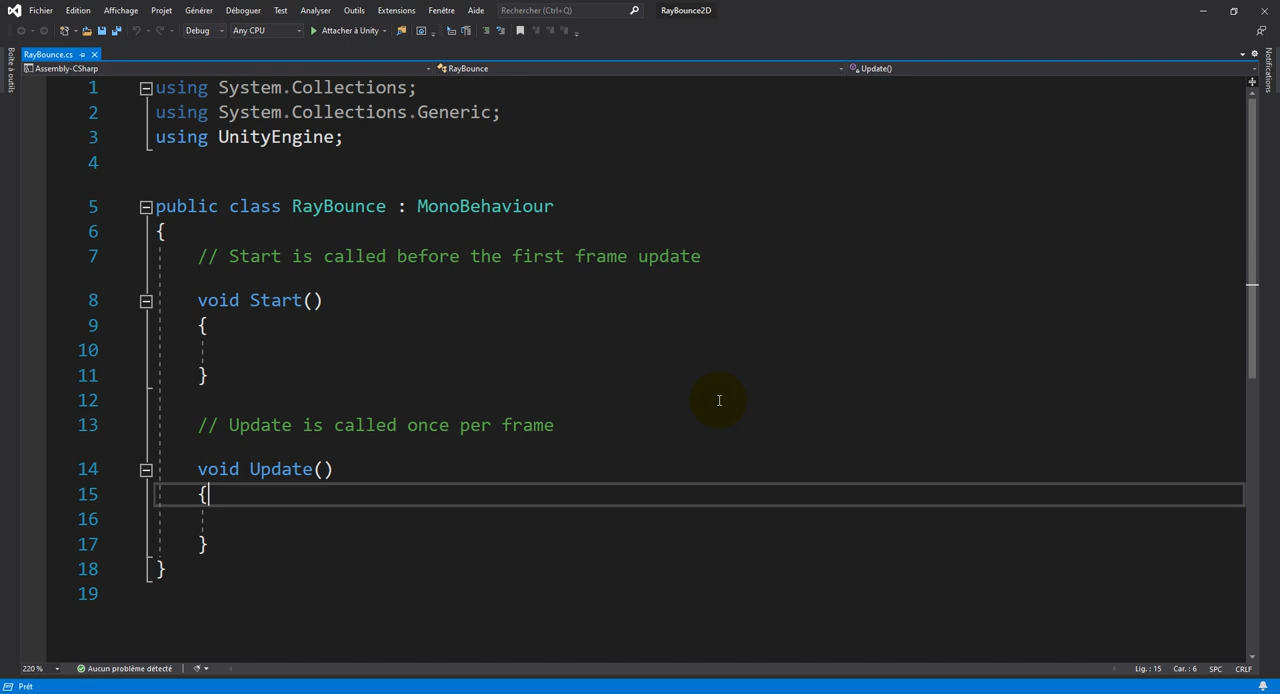 Fichier Edition Affichage Projet Générer Déboguer Test Analyser Outils Extensions Fenêtre Aide Rechercher (Ctrl+Q) RayBounce2D
Debug Any CPU Attacher à Unity
RayBounce.cs
Assembly-CSharp RayBounce Update()
Boîte à outils
Notifications
1 using System.Collections;
2 using System.Collections.Generic;
3 using UnityEngine;
4
5 public class RayBounce : MonoBehaviour
6 {
7 // Start is called before the first frame update
8 void Start()
9 {
10
11 }
12
13 // Update is called once per frame
14 void Update()
15 {
16
17 }
18 }
19
220 % Aucun problème détecté Lig. : 15 Car. : 6 SPC CRLF
Prêt